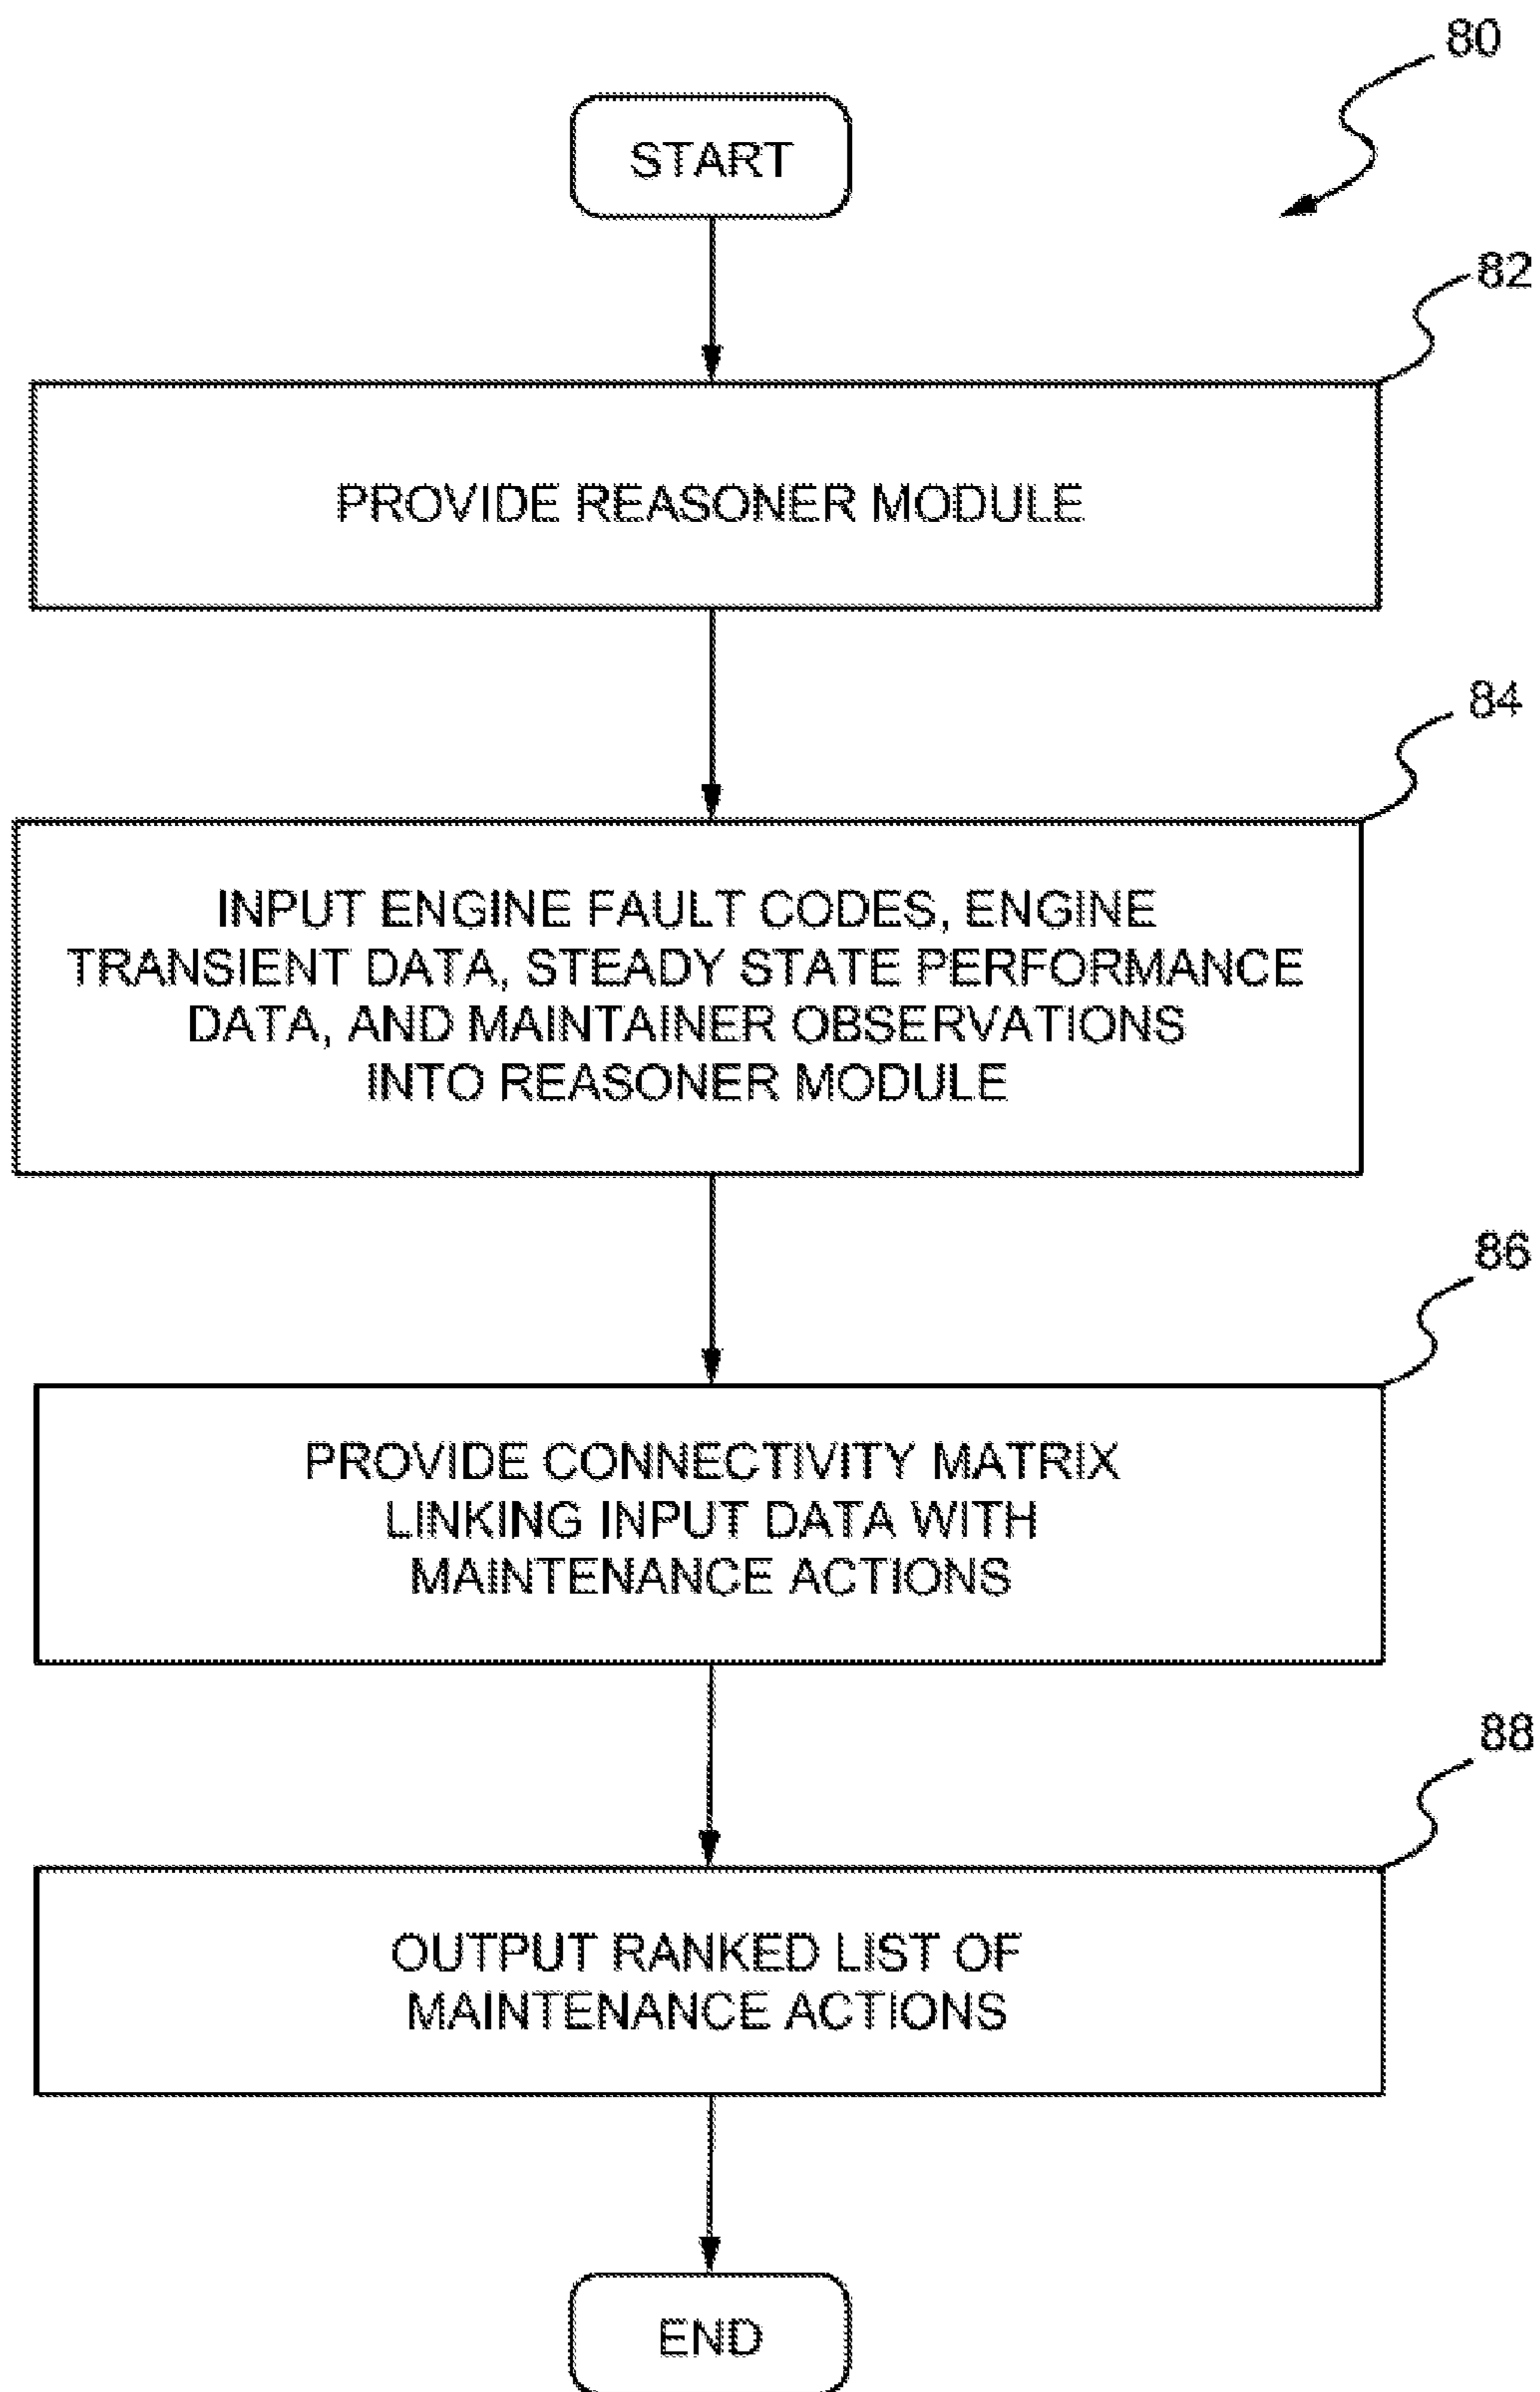 80
START
82
PROVIDE REASONER MODULE
84
INPUT ENGINE FAULT CODES, ENGINE
TRANSIENT DATA, STEADY STATE PERFORMANCE
DATA, AND MAINTAINER OBSERVATIONS
INTO REASONER MODULE
86
PROVIDE CONNECTIVITY MATRIX
LINKING INPUT DATA WITH
MAINTENANCE ACTIONS
88
OUTPUT RANKED LIST OF
MAINTENANCE ACTIONS
END